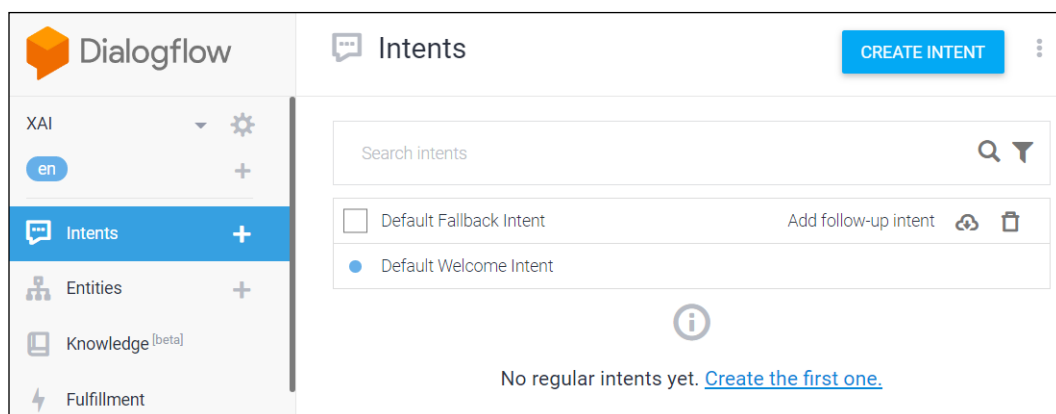 Dialogflow
XAI
en
Intents
Entities
Knowledge [beta]
Fulfillment
Intents
CREATE INTENT
Search intents
Default Fallback Intent Add follow-up intent
Default Welcome Intent
No regular intents yet. Create the first one.